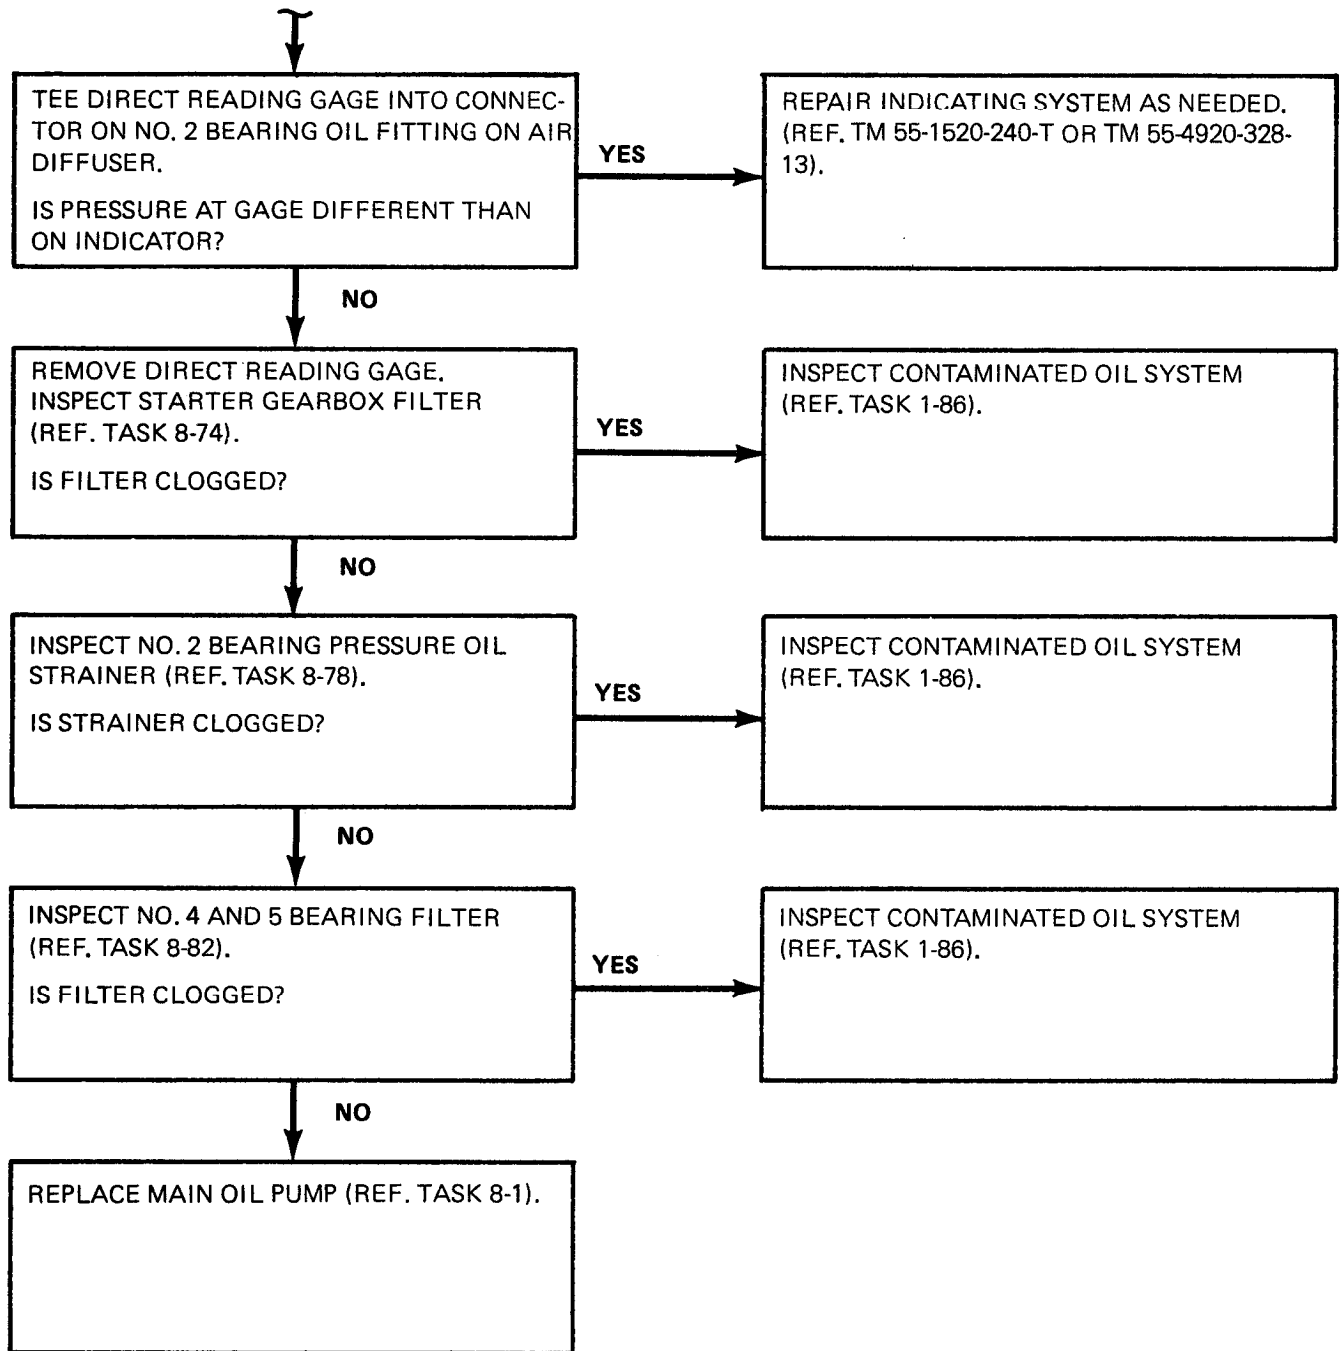 TEE DIRECT READING GAGE INTO CONNEC-
TOR ON NO. 2 BEARING OIL FITTING ON AIR
DIFFUSER.
IS PRESSURE AT GAGE DIFFERENT THAN
ON INDICATOR?
YES
REPAIR INDICATING SYSTEM AS NEEDED.
(REF. TM 55-1520-240-T OR TM 55-4920-328-
13).
NO
REMOVE DIRECT READING GAGE.
INSPECT STARTER GEARBOX FILTER
(REF. TASK 8-74).
IS FILTER CLOGGED?
YES
INSPECT CONTAMINATED OIL SYSTEM
(REF. TASK 1-86).
NO
INSPECT NO. 2 BEARING PRESSURE OIL
STRAINER (REF. TASK 8-78).
IS STRAINER CLOGGED?
YES
INSPECT CONTAMINATED OIL SYSTEM
(REF. TASK 1-86).
NO
INSPECT NO. 4 AND 5 BEARING FILTER
(REF. TASK 8-82).
IS FILTER CLOGGED?
YES
INSPECT CONTAMINATED OIL SYSTEM
(REF. TASK 1-86).
NO
REPLACE MAIN OIL PUMP (REF. TASK 8-1).